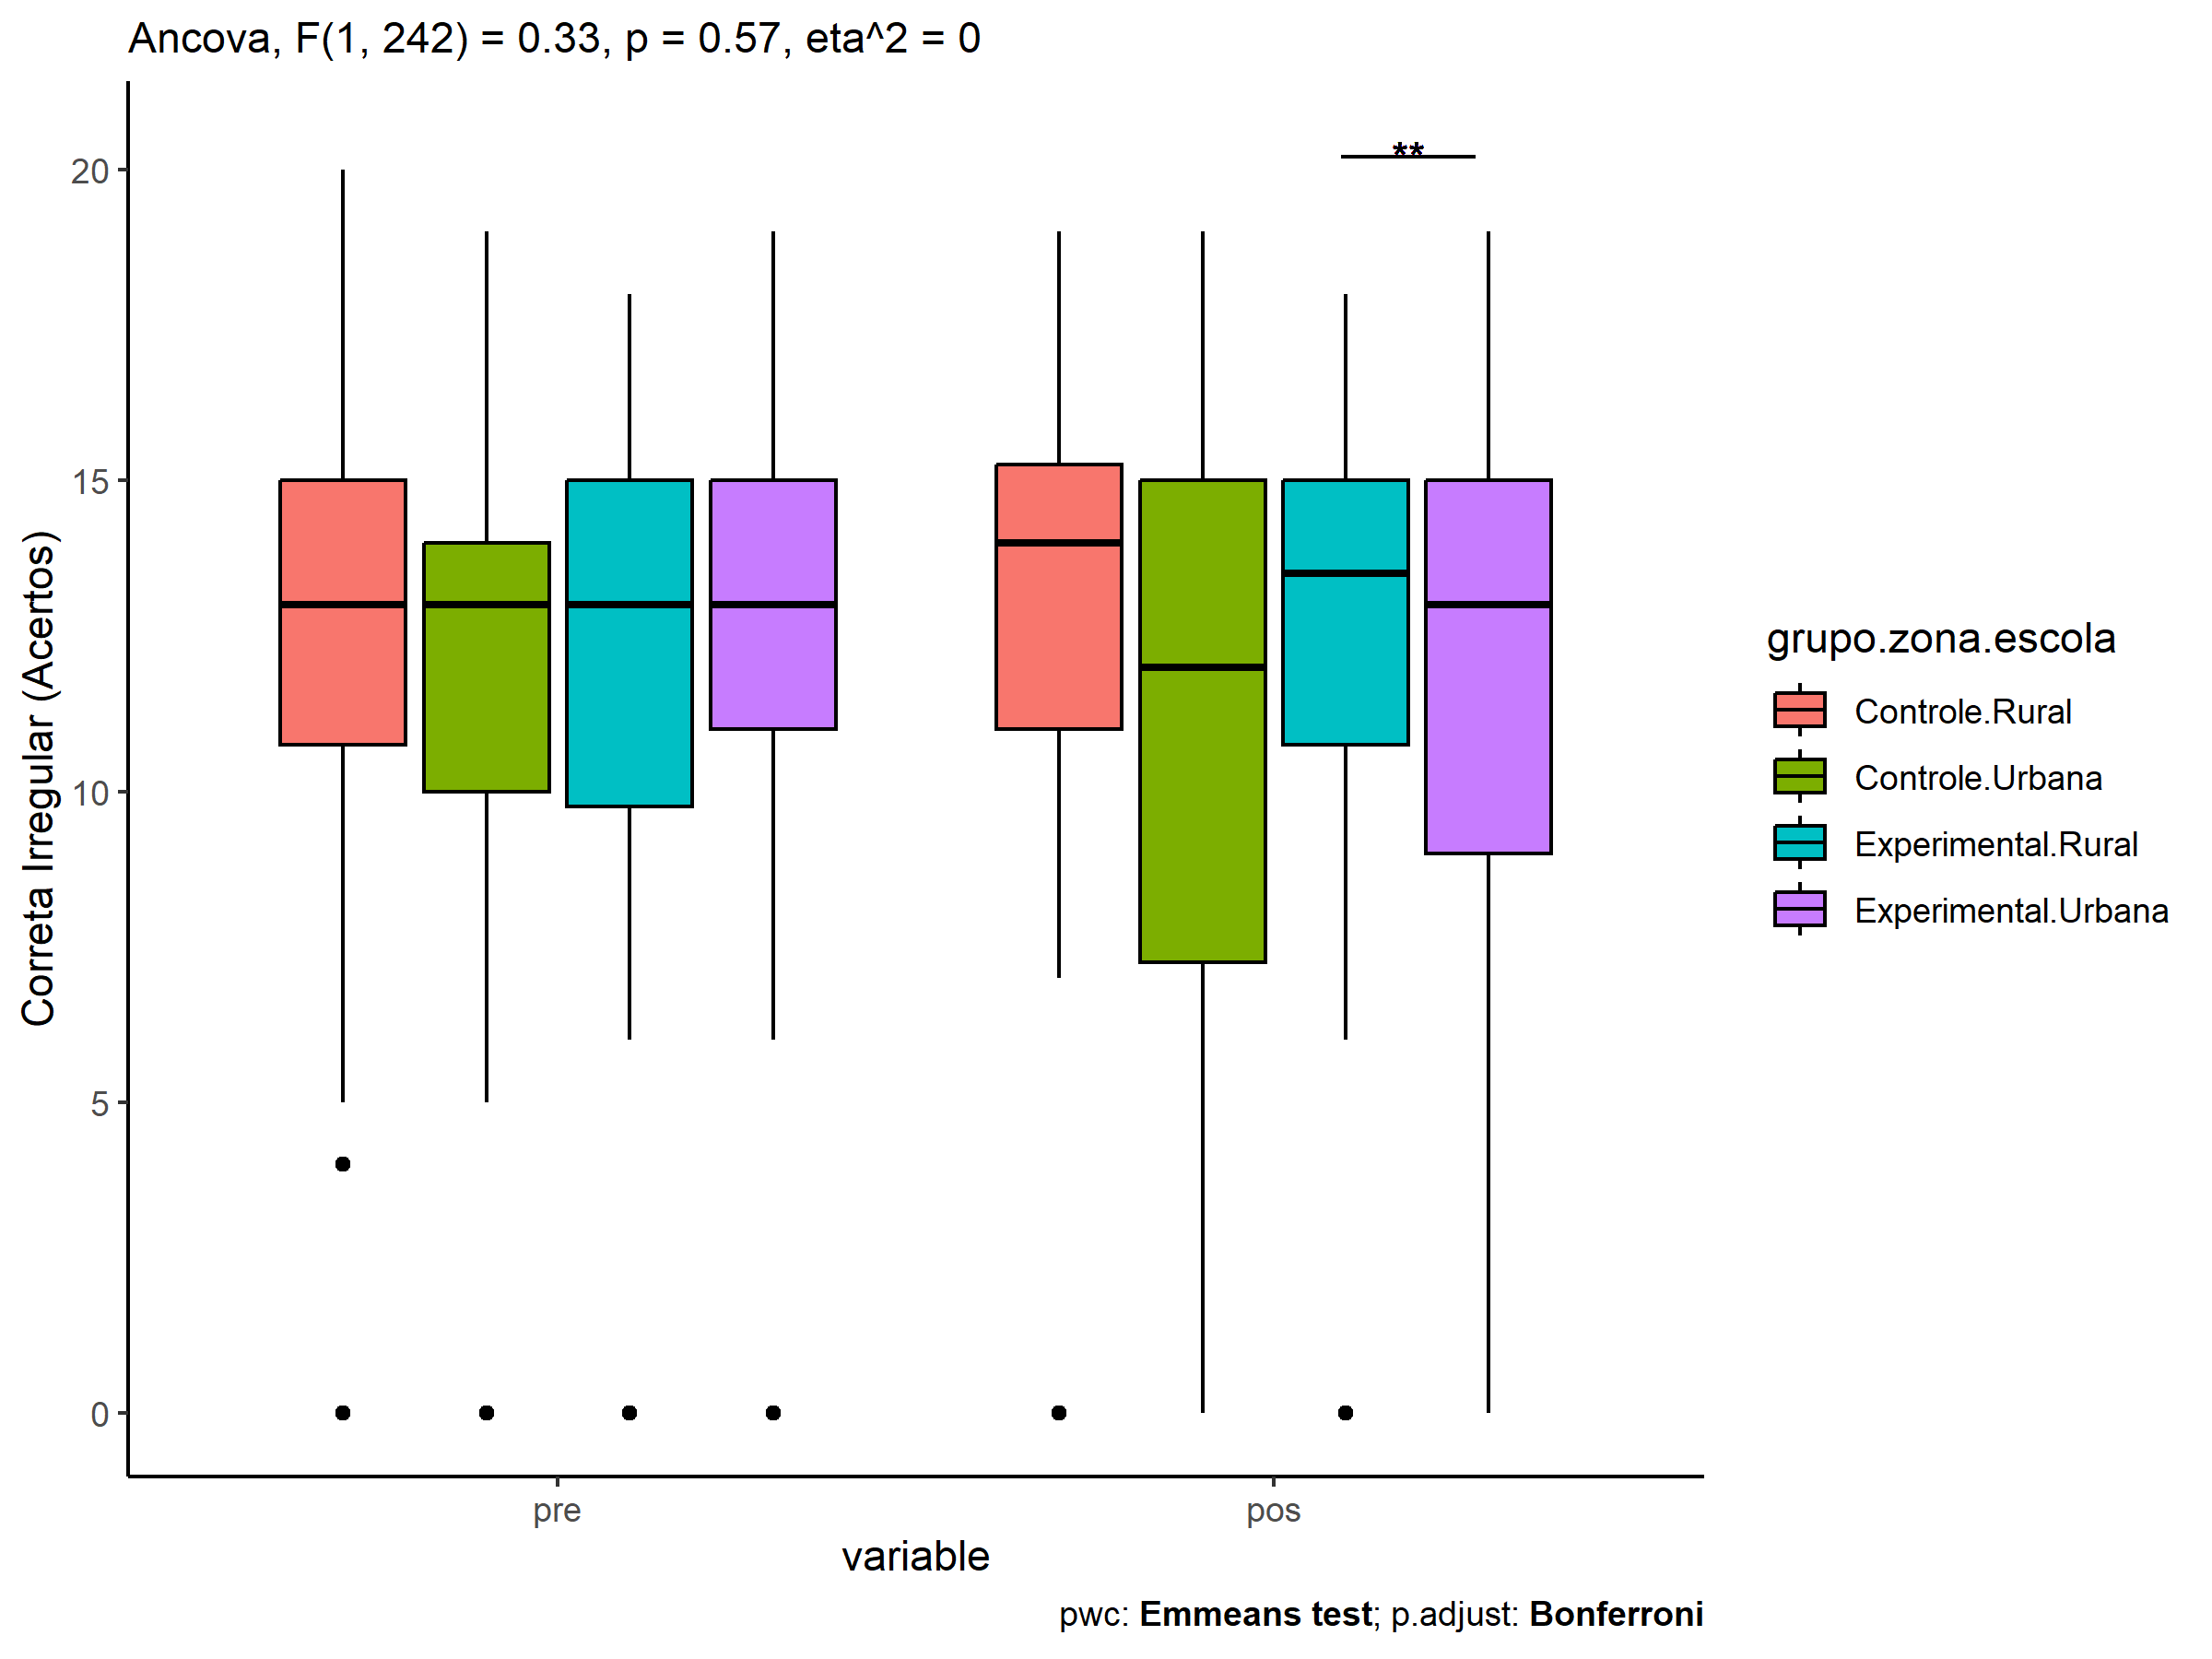 Ancova, F(1, 242) = 0.33, p = 0.57, eta^2 = 0
**
20
15
10
5
0
Correta Irregular (Acertos)
pre
pos
variable
grupo.zona.escola
Controle.Rural
Controle.Urbana
Experimental.Rural
Experimental.Urbana
pwc: Emmeans test; p.adjust: Bonferroni